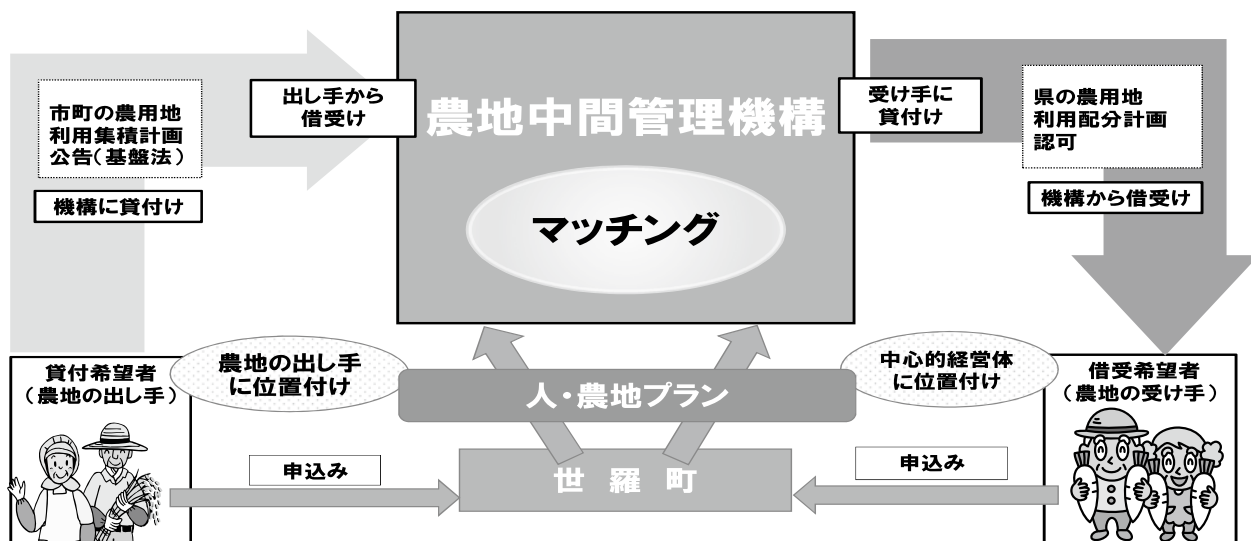 市町の農用地
利用集積計画
公告(基盤法)
機構に貸付け
出し手から
借受け
農地中間管理機構
マッチング
受け手に
貸付け
県の農用地
利用配分計画
認可
機構から借受け
貸付希望者
(農地の出し手)
農地の出し手
に位置付け
人・農地プラン
中心的経営体
に位置付け
借受希望者
(農地の受け手)
申込み
世羅町
申込み